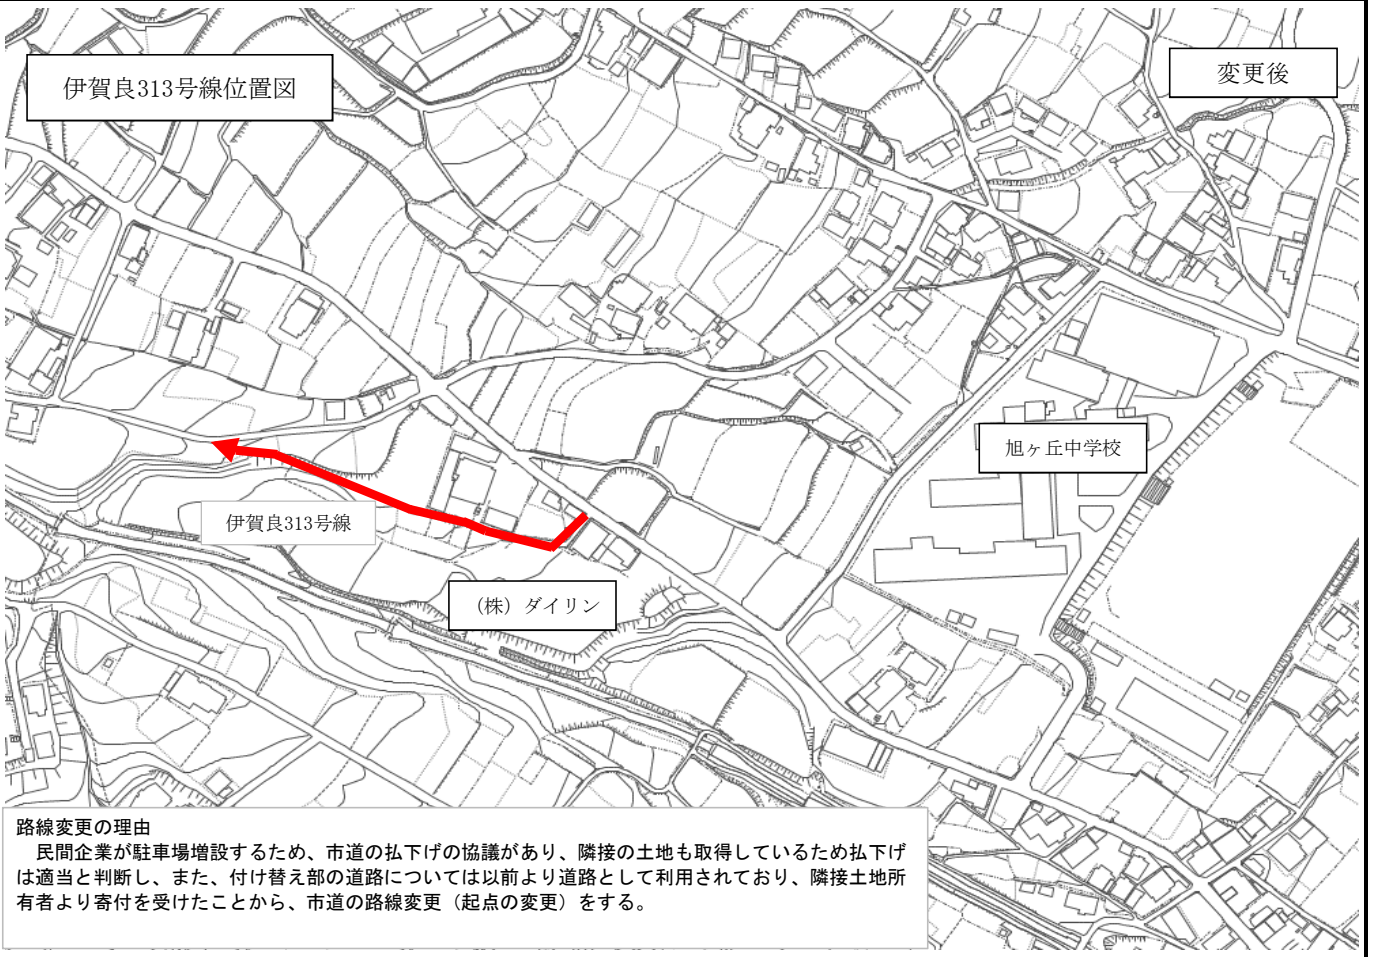 伊賀良313号線位置図
変更後
旭ヶ丘中学校
伊賀良313号線
（株）ダイリン
路線変更の理由
　民間企業が駐車場増設するため、市道の払下げの協議があり、隣接の土地も取得しているため払下げ
は適当と判断し、また、付け替え部の道路については以前より道路として利用されており、隣接土地所
有者より寄付を受けたことから、市道の路線変更（起点の変更）をする。